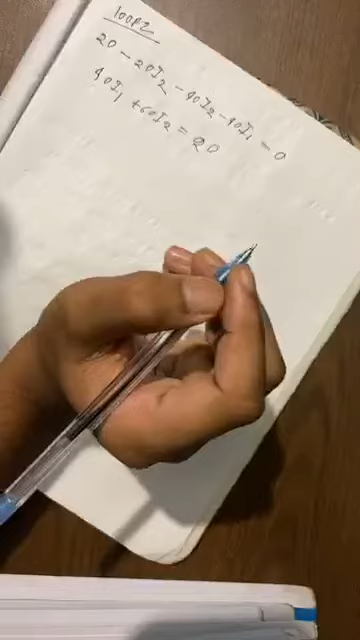 LOOP2
20 - 20I₂ - 40I₂ - 40I₁ = 0
40I₁ + 60I₂ = 20